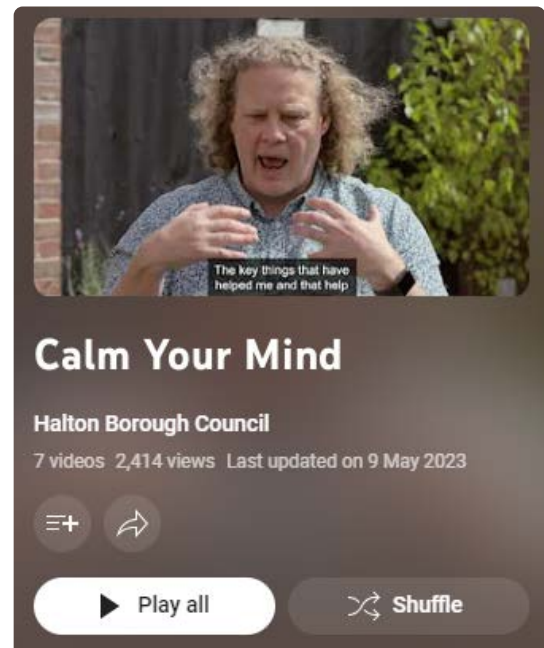 The key things that have
helped me and that help
Calm Your Mind
Halton Borough Council
7 videos 2,414 views Last updated on 9 May 2023
Play all
Shuffle